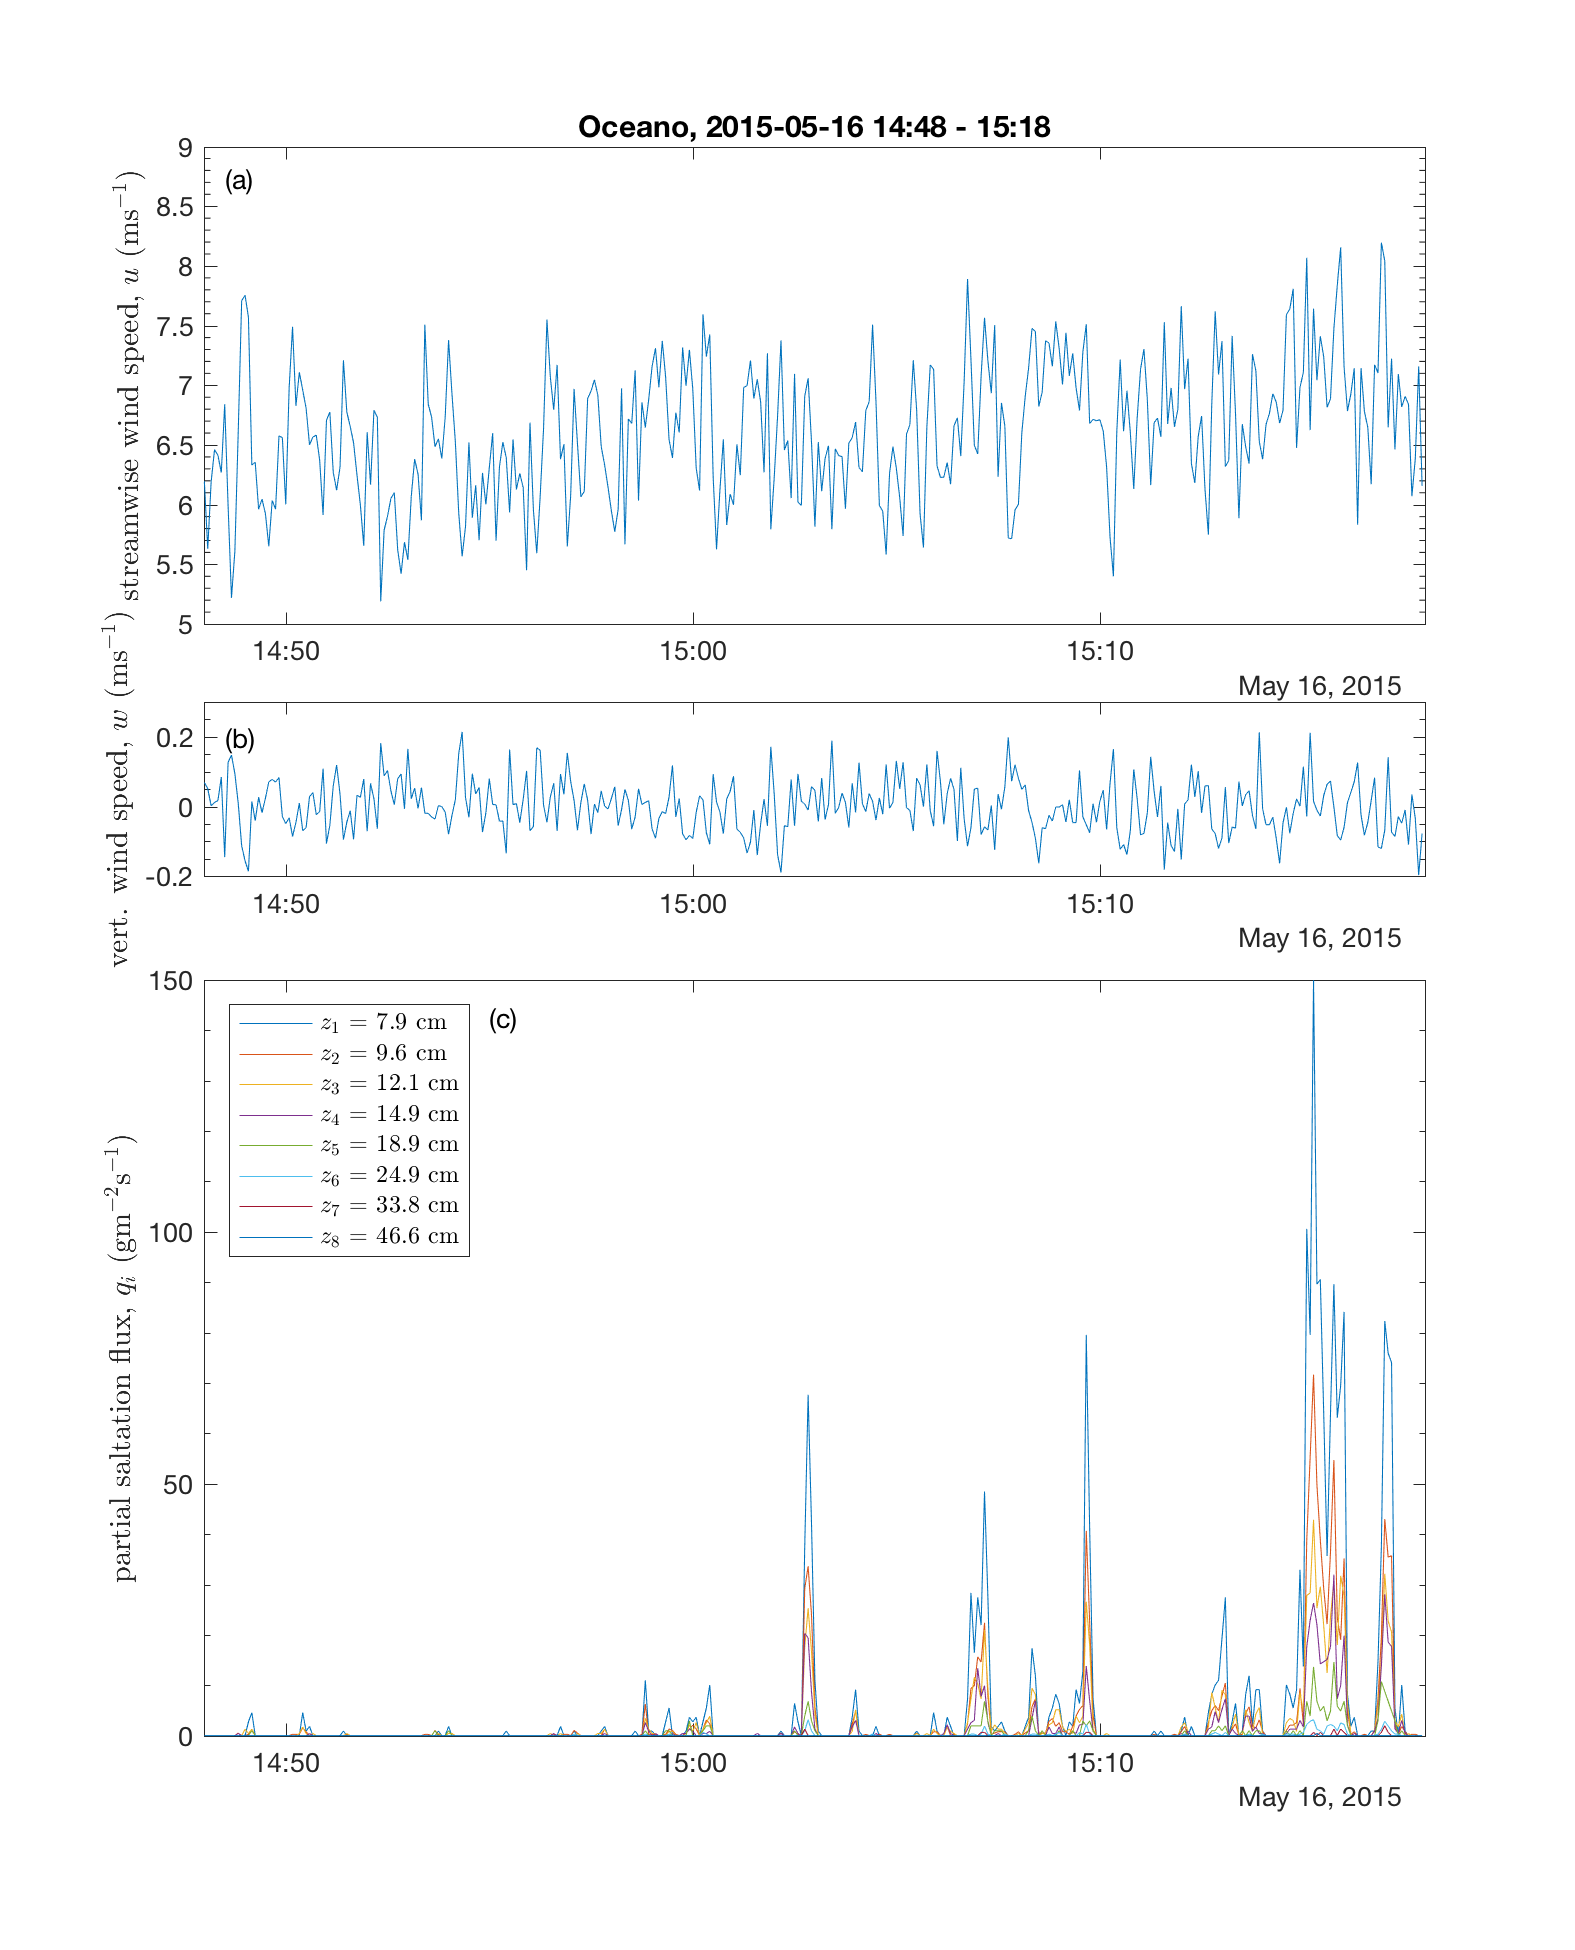 Oceano, 2015-05-16 14:48 - 15:18
(a)
streamwise wind speed, u (ms⁻¹)
9
8.5
8
7.5
7
6.5
6
5.5
5
14:50 15:00 15:10
May 16, 2015
(b)
vert. wind speed, w (ms⁻¹)
0.2
0
-0.2
14:50 15:00 15:10
May 16, 2015
(c)
partial saltation flux, qᵢ (gm⁻²s⁻¹)
150
100
50
0
z₁ = 7.9 cm
z₂ = 9.6 cm
z₃ = 12.1 cm
z₄ = 14.9 cm
z₅ = 18.9 cm
z₆ = 24.9 cm
z₇ = 33.8 cm
z₈ = 46.6 cm
14:50 15:00 15:10
May 16, 2015